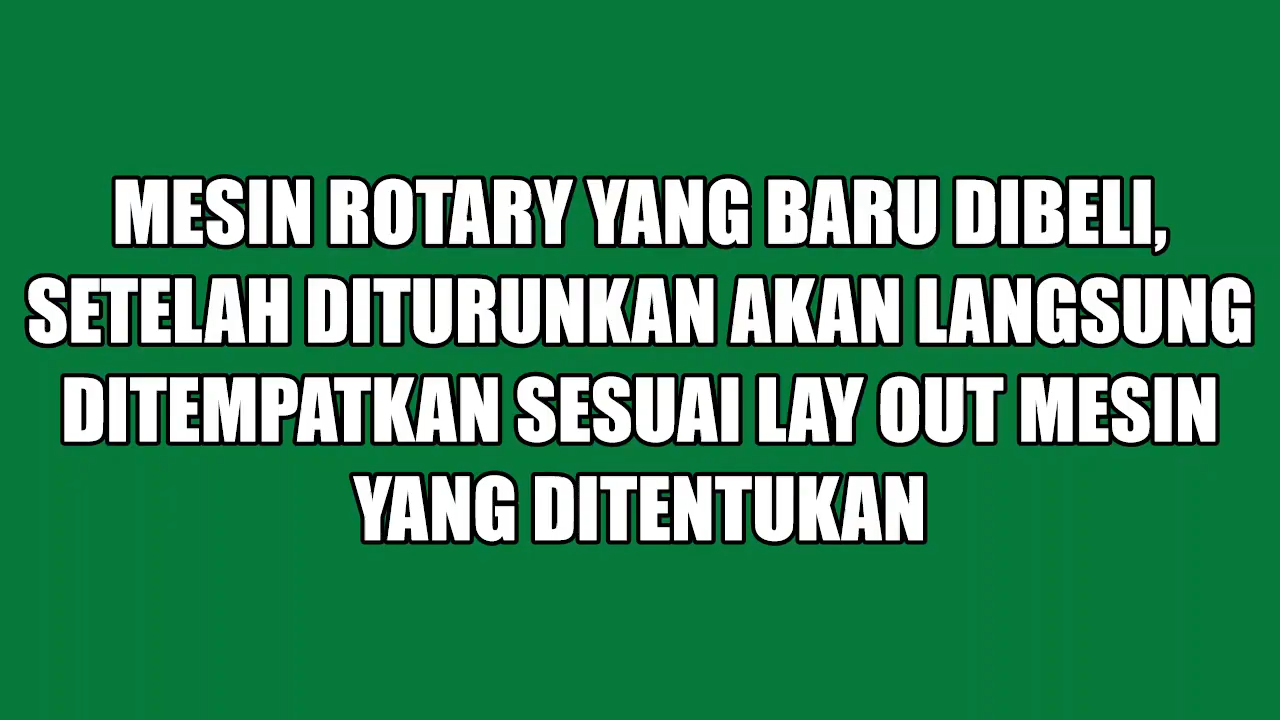 MESIN ROTARY YANG BARU DIBELI,
SETELAH DITURUNKAN AKAN LANGSUNG
DITEMPATKAN SESUAI LAY OUT MESIN
YANG DITENTUKAN